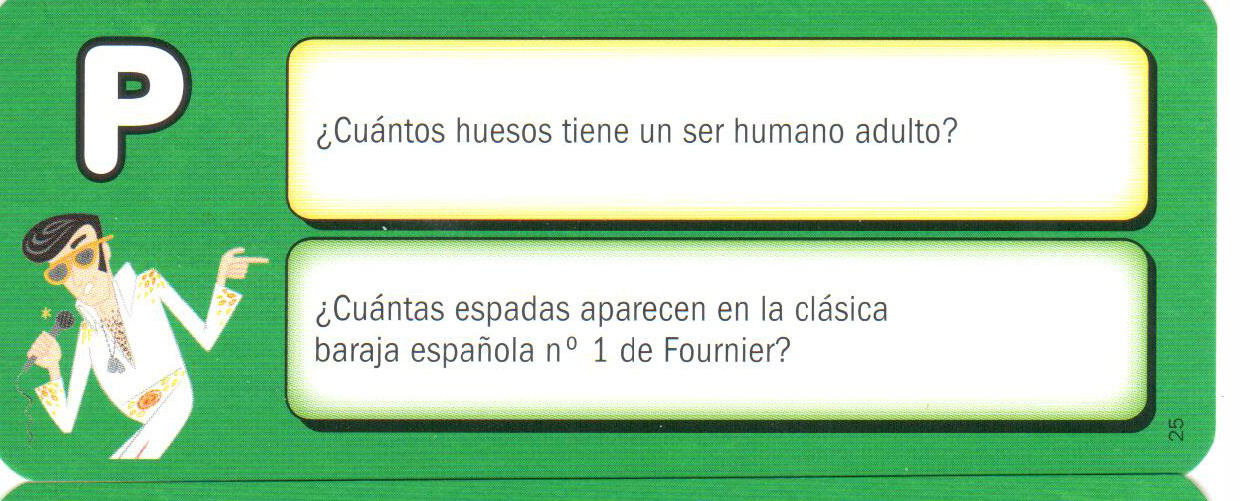 P
¿Cuántos huesos tiene un ser humano adulto?
¿Cuántas espadas aparecen en la clásica
baraja española nº 1 de Fournier?
25